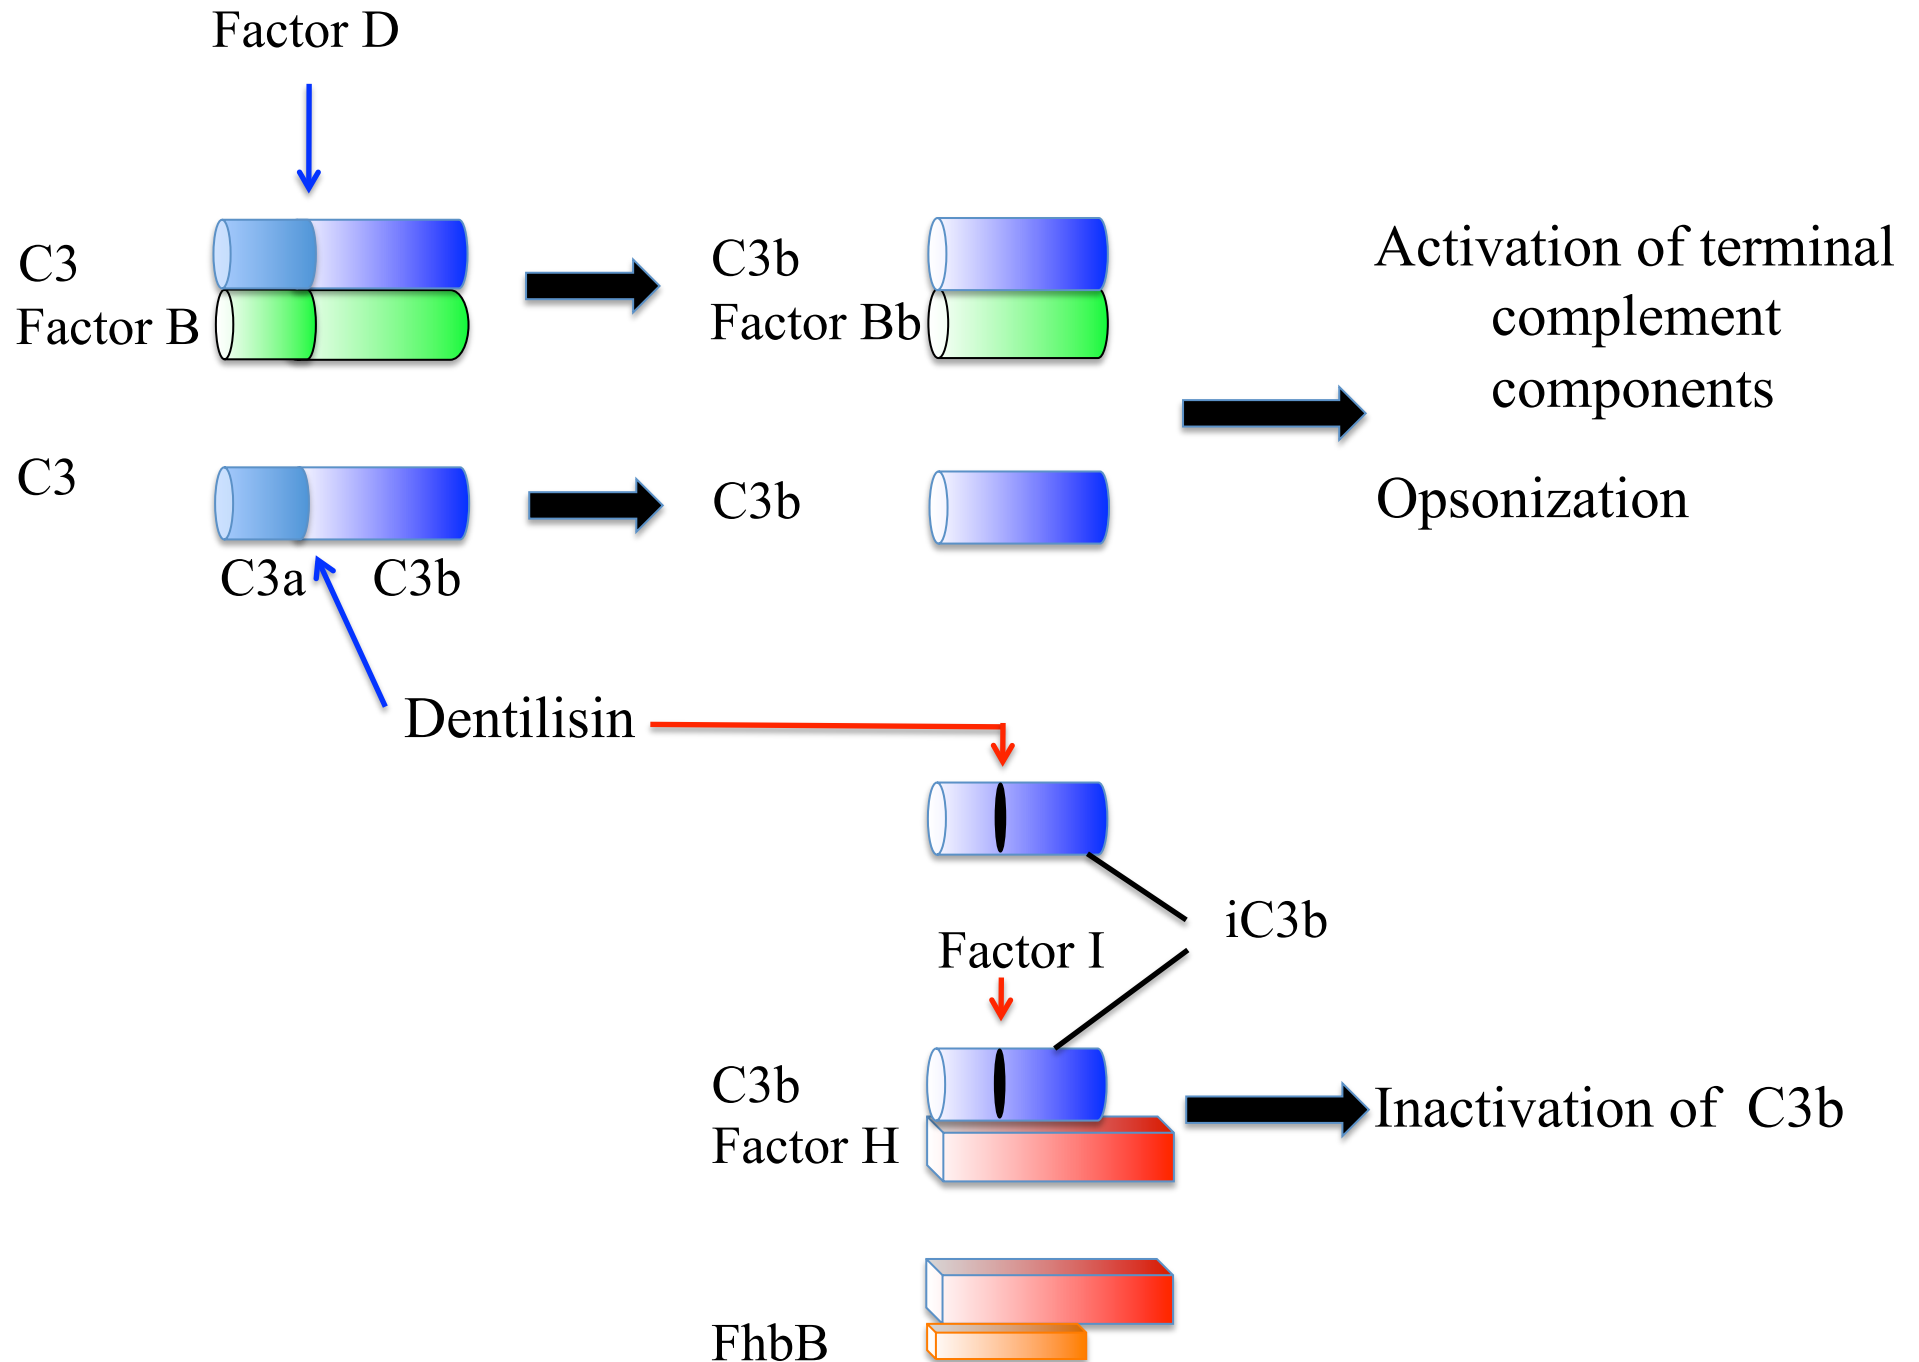 Factor D
C3
Factor B
C3b
Factor Bb
Activation of terminal
complement
components
C3
C3b
Opsonization
C3a
C3b
Dentilisin
iC3b
Factor I
C3b
Factor H
Inactivation of C3b
FhbB